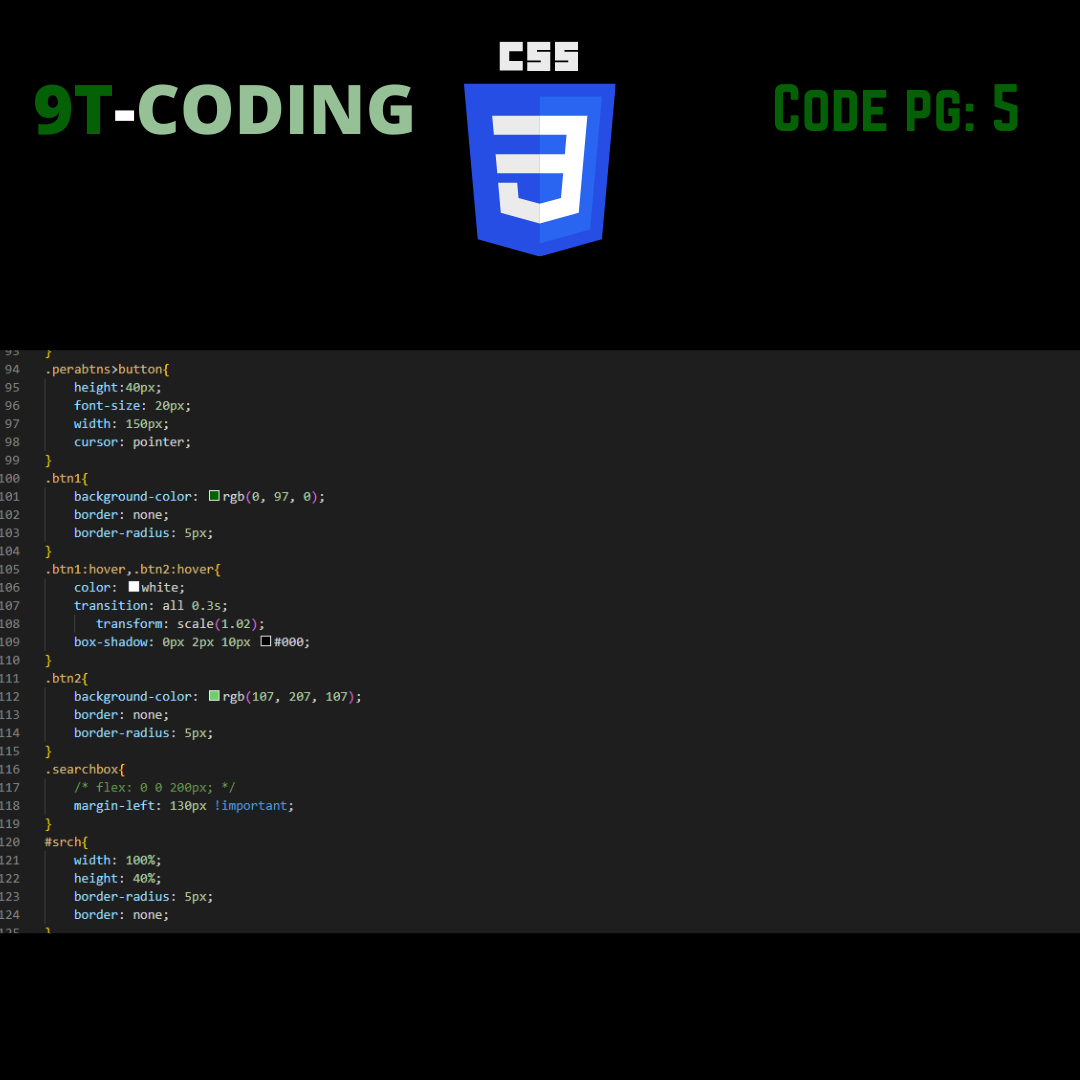 CSS
9T-CODING
Code pg: 5
93 }
94 .perabtns>button{
95 height:40px;
96 font-size: 20px;
97 width: 150px;
98 cursor: pointer;
99 }
100 .btn1{
101 background-color: rgb(0, 97, 0);
102 border: none;
103 border-radius: 5px;
104 }
105 .btn1:hover,.btn2:hover{
106 color: white;
107 transition: all 0.3s;
108 transform: scale(1.02);
109 box-shadow: 0px 2px 10px #000;
110 }
111 .btn2{
112 background-color: rgb(107, 207, 107);
113 border: none;
114 border-radius: 5px;
115 }
116 .searchbox{
117 /* flex: 0 0 200px; */
118 margin-left: 130px !important;
119 }
120 #srch{
121 width: 100%;
122 height: 40%;
123 border-radius: 5px;
124 border: none;
125 }